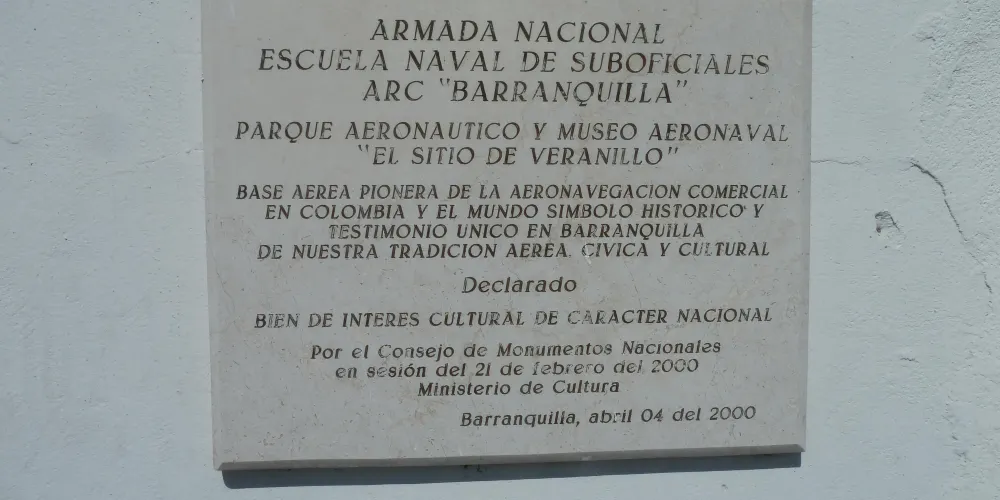 ARMADA NACIONAL
ESCUELA NAVAL DE SUBOFICIALES
ARC "BARRANQUILLA"
PARQUE AERONAUTICO Y MUSEO AERONAVAL
"EL SITIO DE VERANILLO"
BASE AEREA PIONERA DE LA AERONAVEGACION COMERCIAL
EN COLOMBIA Y EL MUNDO SIMBOLO HISTORICO Y
TESTIMONIO UNICO EN BARRANQUILLA
DE NUESTRA TRADICION AEREA. CIVICA Y CULTURAL
Declarado
BIEN DE INTERES CULTURAL DE CARACTER NACIONAL
Por el Consejo de Monumentos Nacionales
en sesión del 21 de febrero del 2000
Ministerio de Cultura
Barranquilla, abril 04 del 2000